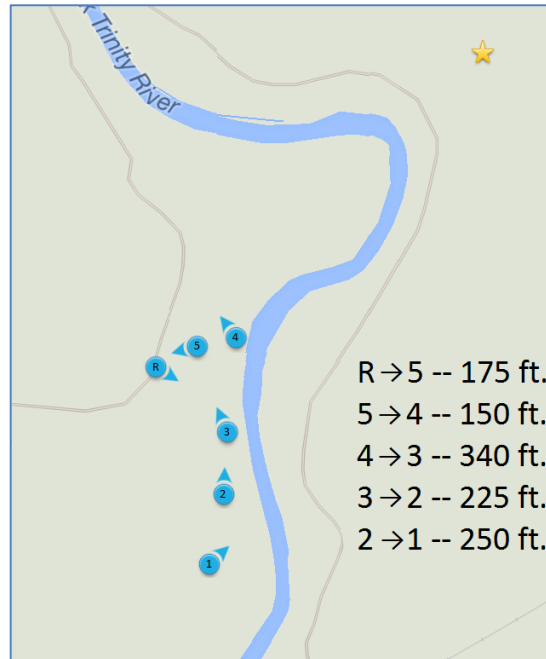 Trinity River
4
5
R
3
2
1
R→5 -- 175 ft.
5→4 -- 150 ft.
4→3 -- 340 ft.
3→2 -- 225 ft.
2→1 -- 250 ft.